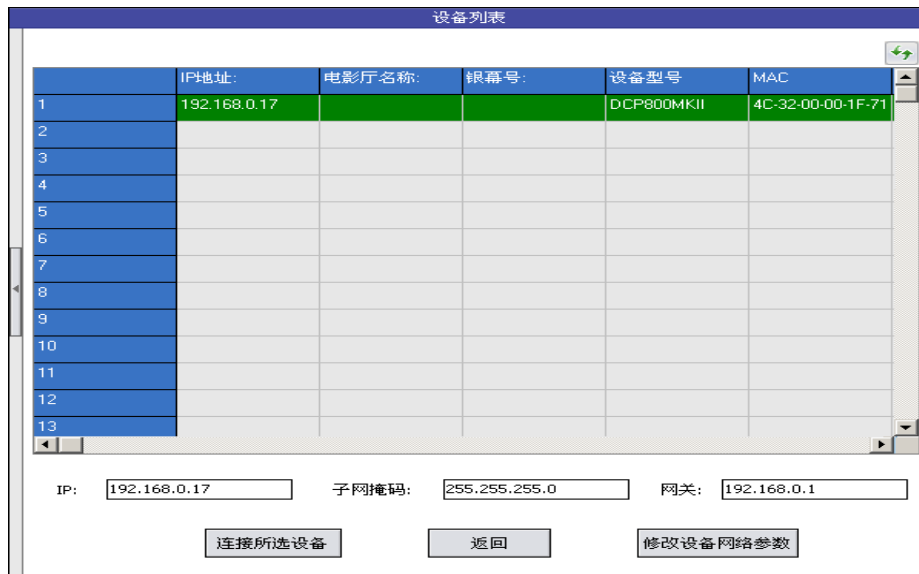 设备列表
IP地址: 电影厅名称: 银幕号: 设备型号 MAC
1 192.168.0.17 DCP800MKII 4C-32-00-00-1F-71
2
3
4
5
6
7
8
9
10
11
12
13
IP: 192.168.0.17 子网掩码: 255.255.255.0 网关: 192.168.0.1
连接所选设备 返回 修改设备网络参数